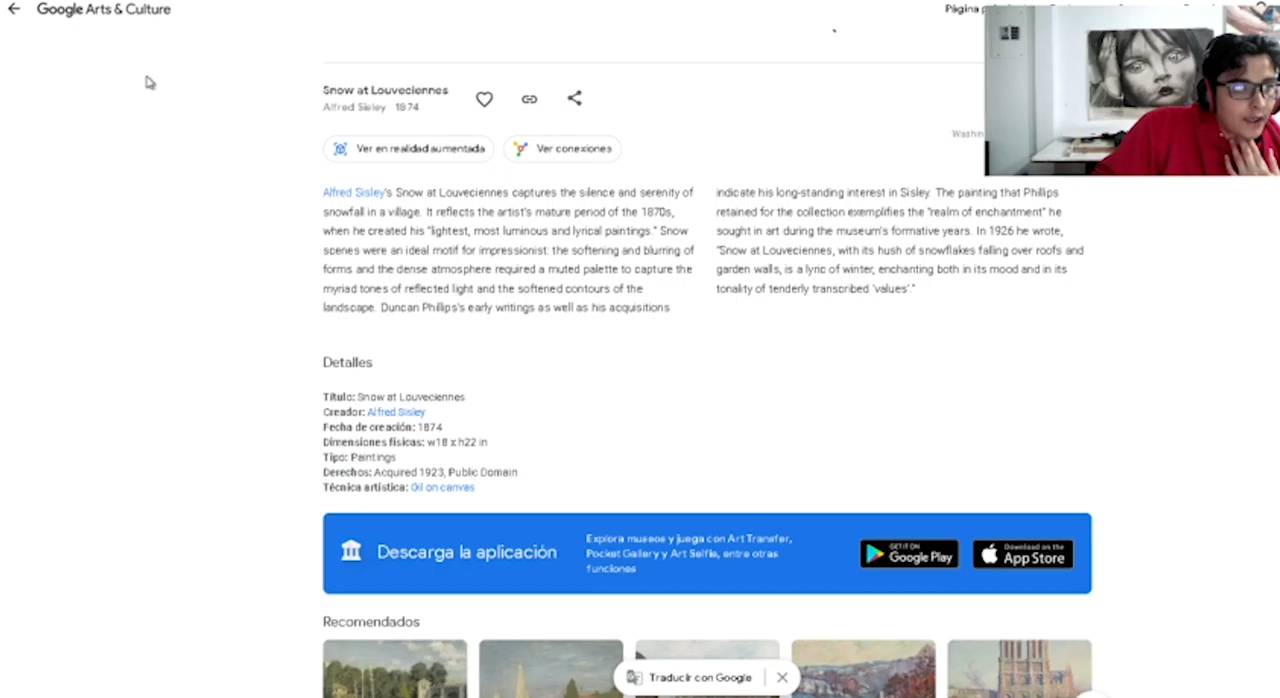 Google Arts & Culture
Snow at Louveciennes
Alfred Sisley 1874
Washin
Ver en realidad aumentada
Ver conexiones
Alfred Sisley's Snow at Louveciennes captures the silence and serenity of
snowfall in a village. It reflects the artist's mature period of the 1870s,
when he created his "lightest, most luminous and lyrical paintings." Snow
scenes were an ideal motif for impressionist: the softening and blurring of
forms and the dense atmosphere required a muted palette to capture the
myriad tones of reflected light and the softened contours of the
landscape. Duncan Phillips's early writings as well as his acquisitions
indicate his long-standing interest in Sisley. The painting that Phillips
retained for the collection exemplifies the "realm of enchantment" he
sought in art during the museum's formative years. In 1926 he wrote,
"Snow at Louveciennes, with its hush of snowflakes falling over roofs and
garden walls, is a lyric of winter, enchanting both in its mood and in its
tonality of tenderly transcribed 'values'."
Detalles
Título: Snow at Louveciennes
Creador: Alfred Sisley
Fecha de creación: 1874
Dimensiones físicas: w18 x h22 in
Tipo: Paintings
Derechos: Acquired 1923, Public Domain
Técnica artística: Oil on canvas
Descarga la aplicación
Explora museos y juega con Art Transfer,
Pocket Gallery y Art Selfie, entre otras
funciones
GET IT ON
Google Play
Download on the
App Store
Recomendados
Traducir con Google